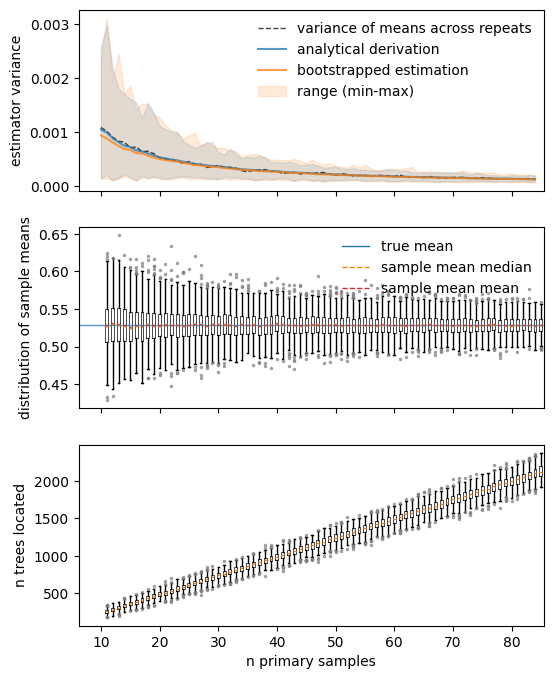 0.003
0.002
0.001
0.000
estimator variance
variance of means across repeats
analytical derivation
bootstrapped estimation
range (min-max)
0.65
0.60
0.55
0.50
0.45
distribution of sample means
true mean
sample mean median
sample mean mean
2000
1500
1000
500
n trees located
10 20 30 40 50 60 70 80
n primary samples